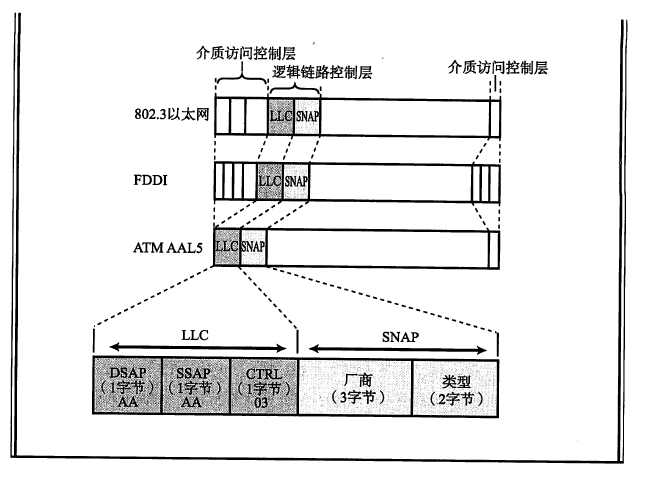 介质访问控制层
逻辑链路控制层
介质访问控制层
802.3以太网
LLC
SNAP
FDDI
LLC
SNAP
ATM AAL5
LLC
SNAP
LLC
SNAP
DSAP
(1字节)
AA
SSAP
(1字节)
AA
CTRL
(1字节)
03
厂商
(3字节)
类型
(2字节)